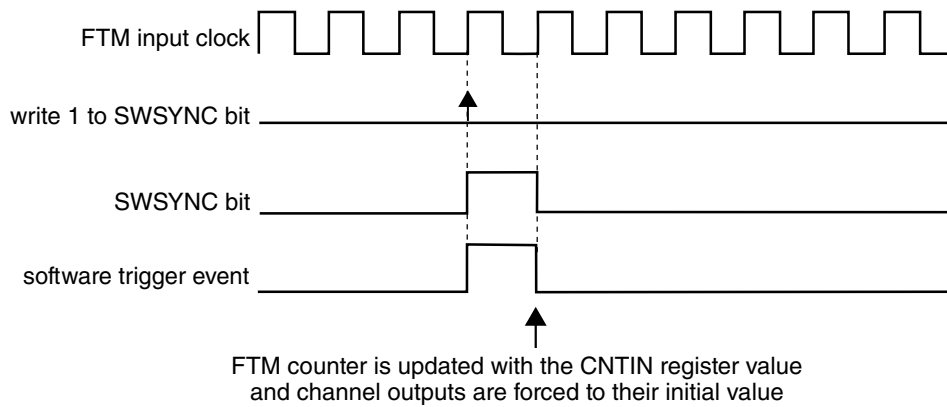 FTM input clock
write 1 to SWSYNC bit
SWSYNC bit
software trigger event
FTM counter is updated with the CNTIN register value
and channel outputs are forced to their initial value